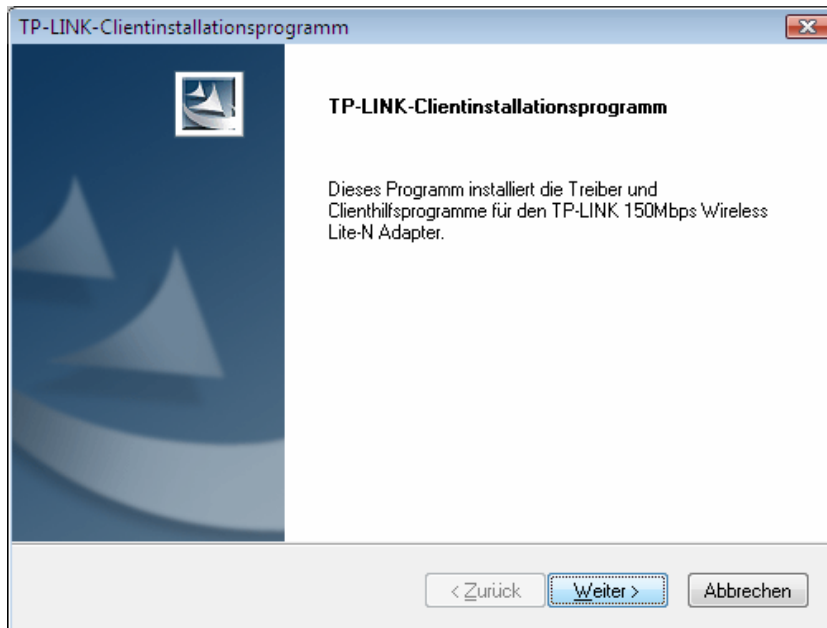 TP-LINK-Clientinstallationsprogramm
TP-LINK-Clientinstallationsprogramm
Dieses Programm installiert die Treiber und
Clienthilfsprogramme für den TP-LINK 150Mbps Wireless
Lite-N Adapter.
< Zurück Weiter > Abbrechen